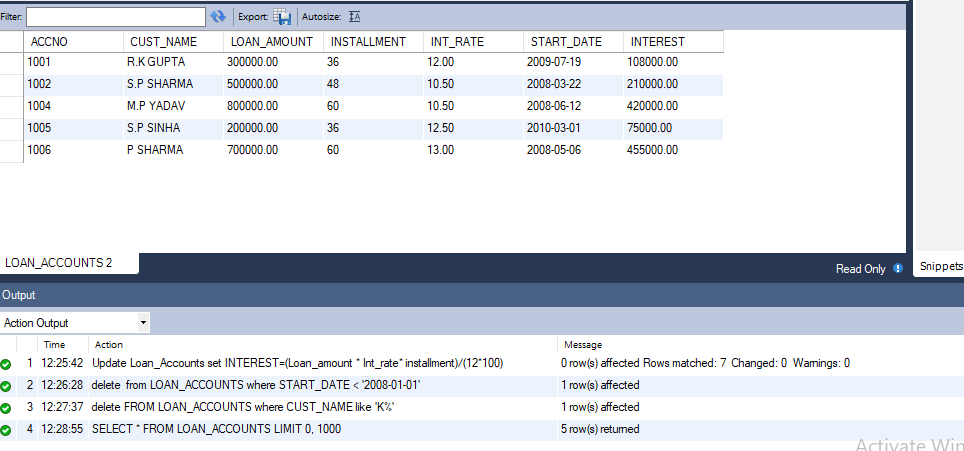 Filter: Export: Autosize:
ACCNO CUST_NAME LOAN_AMOUNT INSTALLMENT INT_RATE START_DATE INTEREST
1001 R.K GUPTA 300000.00 36 12.00 2009-07-19 108000.00
1002 S.P SHARMA 500000.00 48 10.50 2008-03-22 210000.00
1004 M.P YADAV 800000.00 60 10.50 2008-06-12 420000.00
1005 S.P SINHA 200000.00 36 12.50 2010-03-01 75000.00
1006 P SHARMA 700000.00 60 13.00 2008-05-06 455000.00
LOAN_ACCOUNTS 2
Read Only Snippets
Output
Action Output
Time Action Message
1 12:25:42 Update Loan_Accounts set INTEREST=(Loan_amount * Int_rate* installment)/(12*100) 0 row(s) affected Rows matched: 7 Changed: 0 Warnings: 0
2 12:26:28 delete from LOAN_ACCOUNTS where START_DATE < '2008-01-01' 1 row(s) affected
3 12:27:37 delete FROM LOAN_ACCOUNTS where CUST_NAME like 'K%' 1 row(s) affected
4 12:28:55 SELECT * FROM LOAN_ACCOUNTS LIMIT 0, 1000 5 row(s) returned
Activate Win